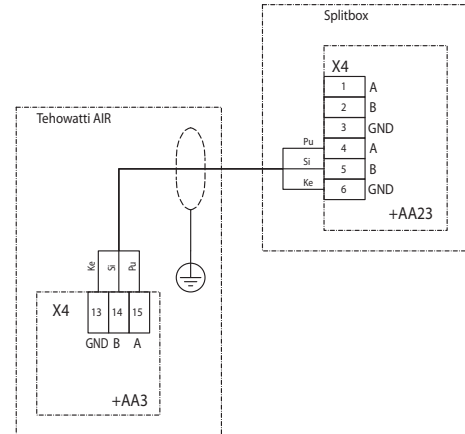 Splitbox
X4
1 A
2 B
3 GND
Pu 4 A
Si 5 B
Ke 6 GND
+AA23
Tehowatti AIR
Ke Si Pu
X4 13 14 15
GND B A
+AA3